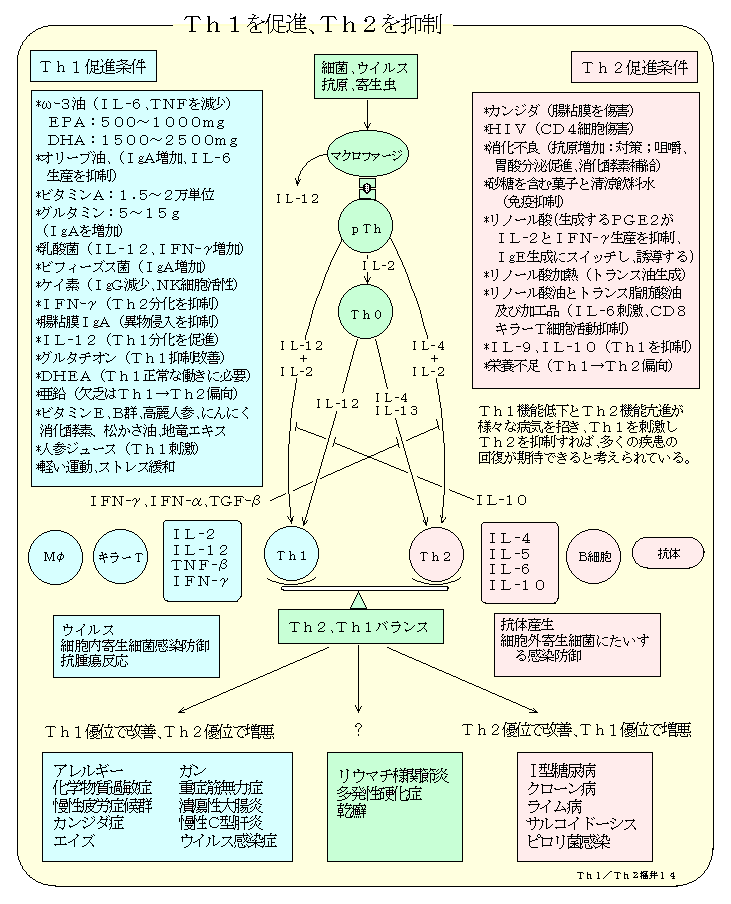 Ｔｈ１を促進、Ｔｈ２を抑制
Ｔｈ１促進条件
*ω－３油（ＩＬ－６、TNFを減少）
ＥＰＡ：５００～１０００mg
DHA：１５００～２５００mg
*オリーブ油、（ＩgＡ増加、ＩＬ－６
生産を抑制）
*ビタミンＡ：１．５～２万単位
*グルタミン：５～１５ｇ
（ＩgＡを増加）
*乳酸菌（ＩＬ－１２、ＩＦＮ－γ増加）
*ビフィーズス菌（ＩgＡ増加）
*ケイ素（ＩgＧ減少、NK細胞活性）
*ＩＦＮ－γ（Ｔｈ２分化を抑制）
*腸粘膜ＩgＡ（異物侵入を抑制）
*ＩＬ－１２（Ｔｈ１分化を促進）
*グルタチオン（Ｔｈ１抑制改善）
*ＤＨＥＡ（Ｔｈ１正常な働きに必要）
*亜鉛（欠乏はＴｈ１→Ｔｈ２偏向）
*ビタミンＥ、Ｂ群、高麗人参、にんにく
消化酵素、松かさ油、地竜エキス
*人参ジュース（Ｔｈ１刺激）
*軽い運動、ストレス緩和
細菌、ウイルス
抗原、寄生虫
マクロファージ
ＩＬ－１２
ｐＴｈ
ＩＬ－２
Ｔｈ０
ＩＬ－１２
＋
ＩＬ－２
ＩＬ－４
＋
ＩＬ－２
ＩＬ－１２
ＩＬ－４
ＩＬ－１３
Ｔｈ２促進条件
*カンジダ（腸粘膜を傷害）
*ＨＩＶ（ＣＤ４細胞傷害）
*消化不良（抗原増加：対策；咀嚼、
胃酸分泌促進、消化酵素補給）
*砂糖を含む菓子と清涼飲料水
（免疫抑制）
*リノール酸（生成するＰＧＥ２が
ＩＬ－２とＩＦＮ－γ生産を抑制、
ＩgＥ生成にスイッチし、誘導する）
*リノール酸加熱（トランス油生成）
*リノール酸油とトランス脂肪酸油
及び加工品（ＩＬ－６刺激、ＣＤ８
キラーＴ細胞活動抑制）
*ＩＬ－９、ＩＬ－１０（Ｔｈ１を抑制）
*栄養不足（Ｔｈ１→Ｔｈ２偏向）
Ｔｈ１機能低下とＴｈ２機能亢進が
様々な病気を招き、Ｔｈ１を刺激し
Ｔｈ２を抑制すれば、多くの疾患の
回復が期待できると考えられている。
ＩＦＮ－γ、ＩＦＮ－α、ＴＧＦ－β
ＩＬ－１０
Ｍφ
キラーＴ
ＩＬ－２
ＩＬ－１２
ＴＮＦ－β
ＩＦＮ－γ
Ｔｈ１
Ｔｈ２
ＩＬ－４
ＩＬ－５
ＩＬ－６
ＩＬ－１０
Ｂ細胞
抗体
ウイルス
細胞内寄生細菌感染防御
抗腫瘍反応
Ｔｈ２、Ｔｈ１バランス
抗体産生
細胞外寄生細菌にたいす
る感染防御
Ｔｈ１優位で改善、Ｔｈ２優位で増悪
？
Ｔｈ２優位で改善、Ｔｈ１優位で増悪
アレルギー
化学物質過敏症
慢性疲労症候群
カンジダ症
エイズ
ガン
重症筋無力症
潰瘍性大腸炎
慢性Ｃ型肝炎
ウイルス感染症
リウマチ様関節炎
多発性硬化症
乾癬
Ｉ型糖尿病
クローン病
ライム病
サルコイドーシス
ピロリ菌感染
Ｔｈ１／Ｔｈ２福井１４